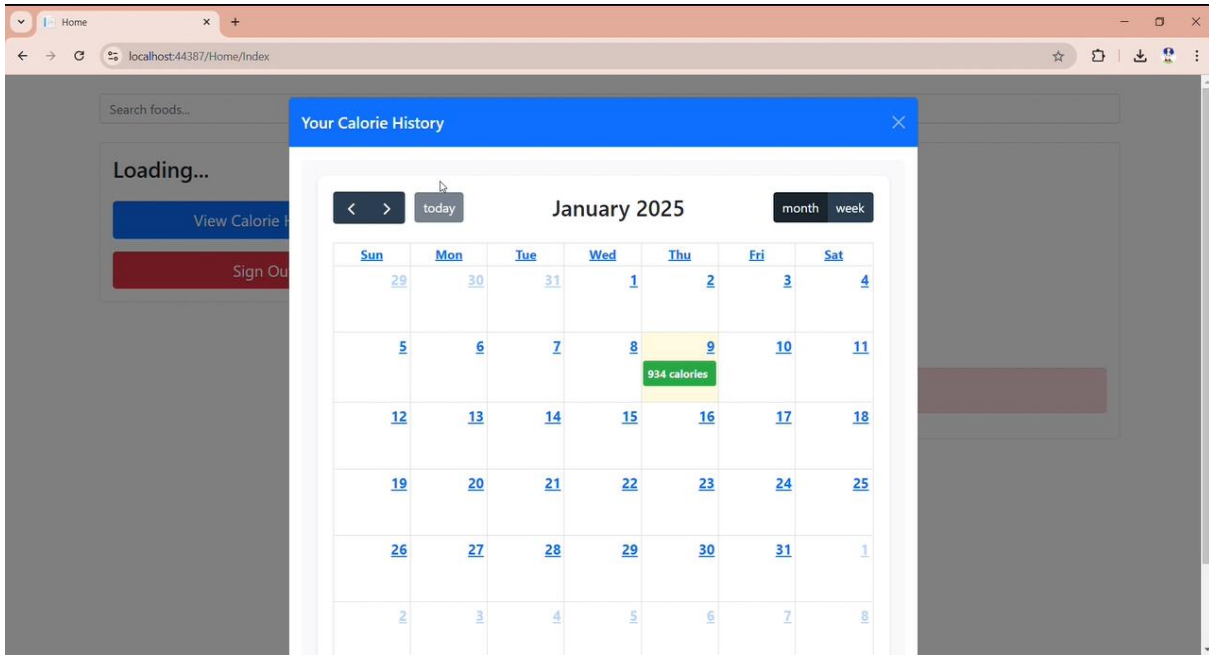 Home
localhost:44387/Home/Index
Search foods...
Your Calorie History
Loading...
today
January 2025
month week
View Calorie H
Sign Ou
Sun Mon Tue Wed Thu Fri Sat
29 30 31 1 2 3 4
5 6 7 8 9 10 11
934 calories
12 13 14 15 16 17 18
19 20 21 22 23 24 25
26 27 28 29 30 31 1
2 3 4 5 6 7 8